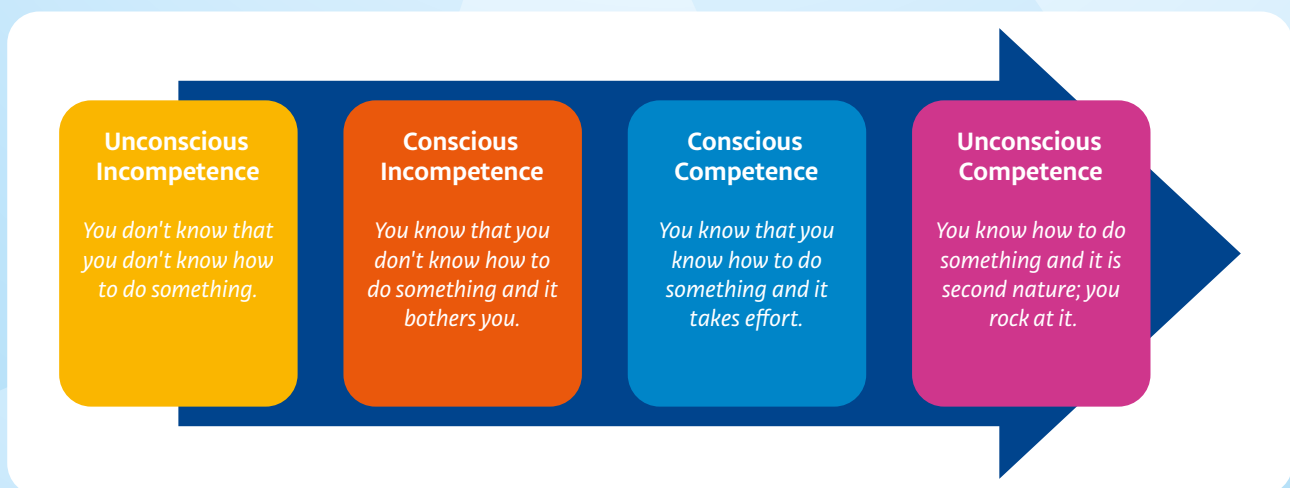 Unconscious
Incompetence
You don't know that
you don't know how
to do something.
Conscious
Incompetence
You know that you
don't know how to
do something and it
bothers you.
Conscious
Competence
You know that you
know how to do
something and it
takes effort.
Unconscious
Competence
You know how to do
something and it is
second nature; you
rock at it.